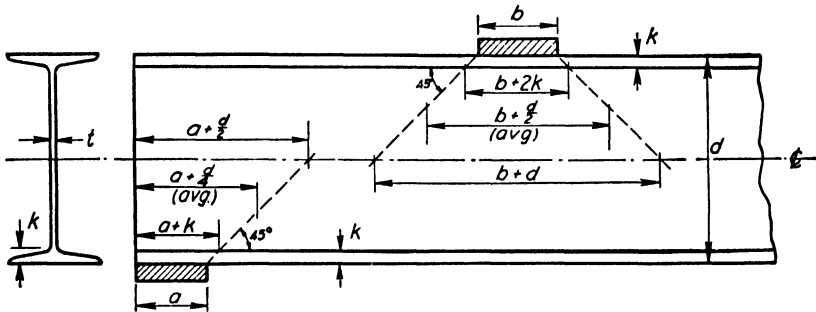 b
k
45°
b+2k
a + d/2
b + d/2
(avg)
t
d
℄
a + d/4
(avg.)
b+d
k
a+k
45°
k
a